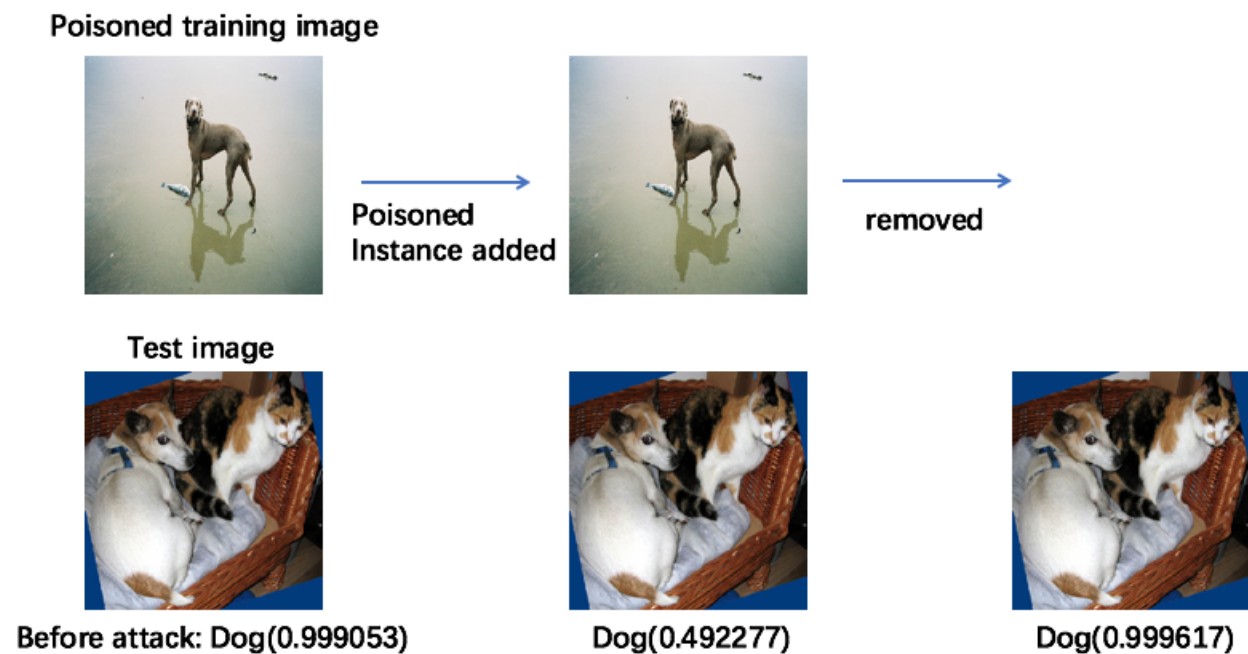 Poisoned training image
Poisoned
Instance added
removed
Test image
Before attack: Dog(0.999053)
Dog(0.492277)
Dog(0.999617)